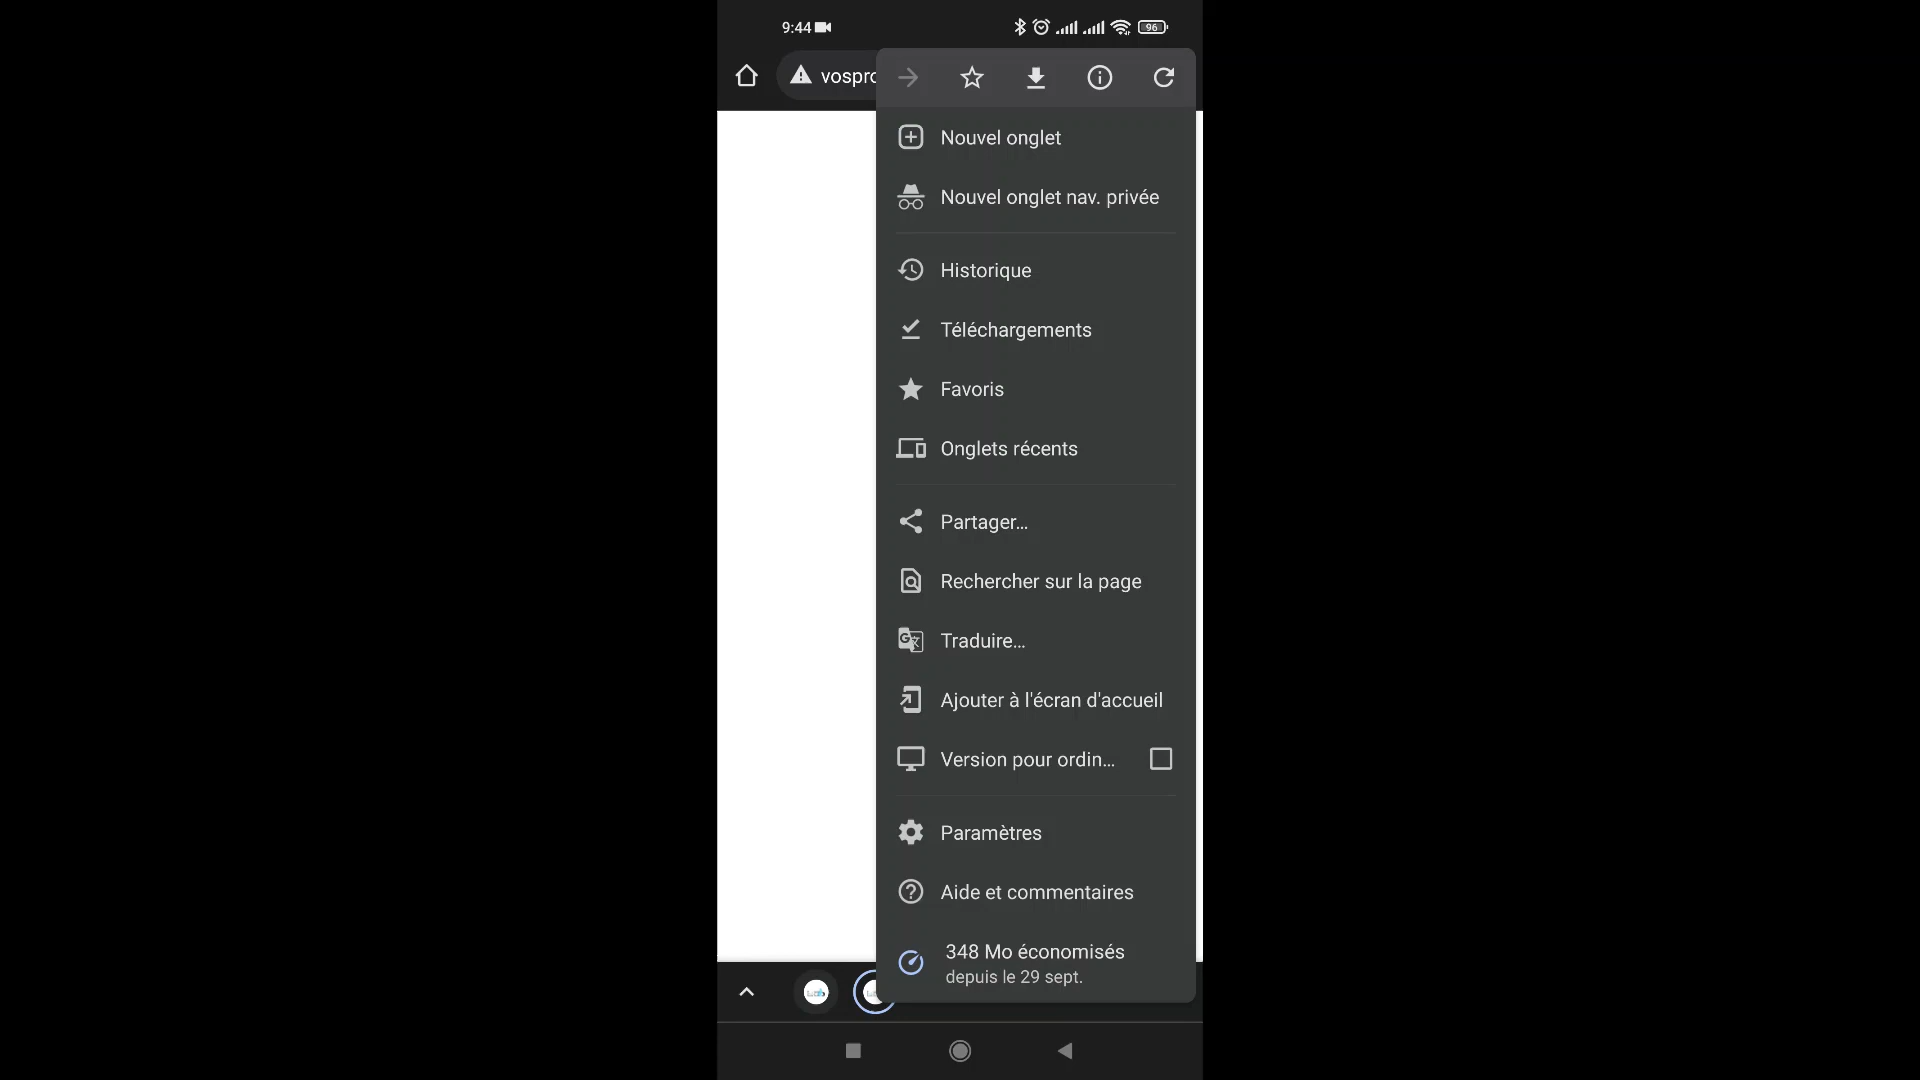 9:44
96
vospro
Nouvel onglet
Nouvel onglet nav. privée
Historique
Téléchargements
Favoris
Onglets récents
Partager...
Rechercher sur la page
Traduire...
Ajouter à l'écran d'accueil
Version pour ordin...
Paramètres
Aide et commentaires
348 Mo économisés
depuis le 29 sept.